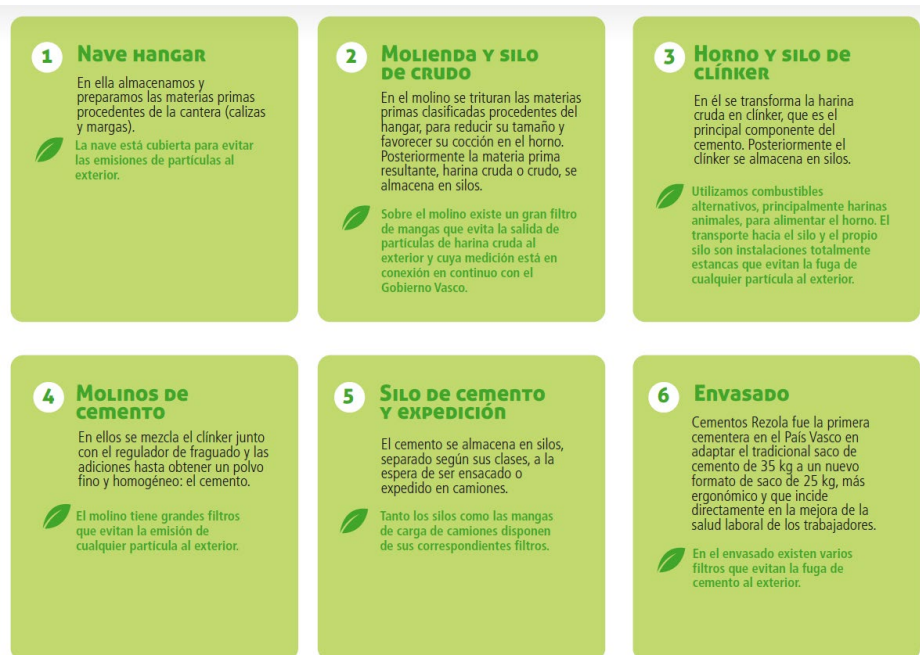 1 Nave Hangar
En ella almacenamos y
preparamos las materias primas
procedentes de la cantera (calizas
y margas).
La nave está cubierta para evitar
las emisiones de partículas al
exterior.
2 Molienda y silo
de crudo
En el molino se trituran las materias
primas clasificadas procedentes del
hangar, para reducir su tamaño y
favorecer su cocción en el horno.
Posteriormente la materia prima
resultante, harina cruda o crudo, se
almacena en silos.
Sobre el molino existe un gran filtro
de mangas que evita la salida de
partículas de harina cruda al
exterior y cuya medición está en
conexión en continuo con el
Gobierno Vasco.
3 Horno y silo de
clínker
En él se transforma la harina
cruda en clínker, que es el
principal componente del
cemento. Posteriormente el
clínker se almacena en silos.
Utilizamos combustibles
alternativos, principalmente harinas
animales, para alimentar el horno. El
transporte hacia el silo y el propio
silo son instalaciones totalmente
estancas que evitan la fuga de
cualquier partícula al exterior.
4 Molinos de
cemento
En ellos se mezcla el clínker junto
con el regulador de fraguado y las
adiciones hasta obtener un polvo
fino y homogéneo: el cemento.
El molino tiene grandes filtros
que evitan la emisión de
cualquier partícula al exterior.
5 Silo de cemento
y expedición
El cemento se almacena en silos,
separado según sus clases, a la
espera de ser ensacado o
expedido en camiones.
Tanto los silos como las mangas
de carga de camiones disponen
de sus correspondientes filtros.
6 Envasado
Cementos Rezola fue la primera
cementera en el País Vasco en
adaptar el tradicional saco de
cemento de 35 kg a un nuevo
formato de saco de 25 kg, más
ergonómico y que incide
directamente en la mejora de la
salud laboral de los trabajadores.
En el envasado existen varios
filtros que evitan la fuga de
cemento al exterior.